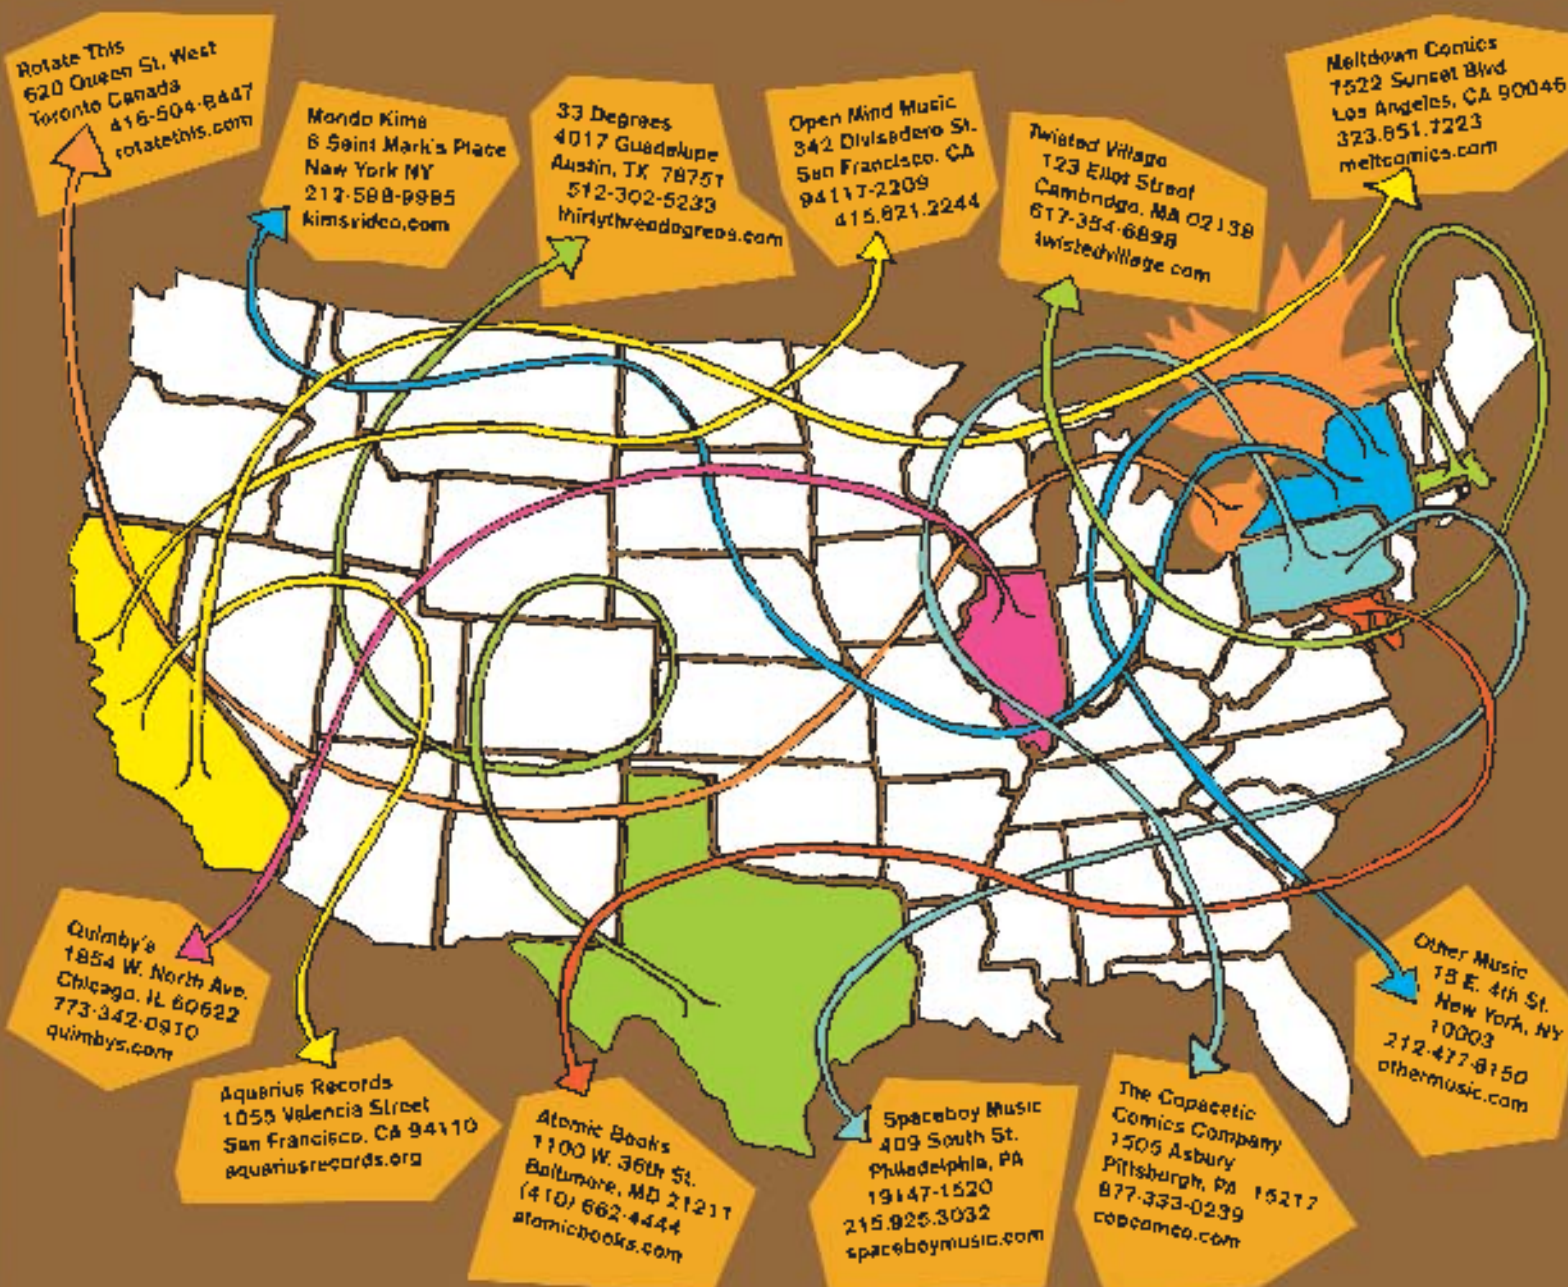 Rotate This
620 Queen St. West
Toronto Canada
416-504-8447
rotatethis.com
Mondo Kims
6 Saint Mark's Place
New York NY
212-598-9985
kimsvideo.com
33 Degrees
4017 Guadalupe
Austin, TX 78751
512-302-5233
thirtythreedegrees.com
Open Mind Music
342 Divisadero St.
San Francisco, CA
94117-2209
415.621.2244
Twisted Village
123 Eliot Street
Cambridge, MA 02138
617-354-6898
twistedvillage.com
Meltdown Comics
7522 Sunset Blvd
Los Angeles, CA 90046
323.851.7223
meltcomics.com
Quimby's
1854 W. North Ave.
Chicago, IL 60622
773-342-0910
quimbys.com
Aquarius Records
1055 Valencia Street
San Francisco, CA 94110
aquariusrecords.org
Atomic Books
1100 W. 36th St.
Baltimore, MD 21211
(410) 662-4444
atomicbooks.com
Spaceboy Music
409 South St.
Philadelphia, PA
19147-1520
215.925.3032
spaceboymusic.com
The Copacetic
Comics Company
1505 Asbury
Pittsburgh, PA 15217
877-333-0239
copcomco.com
Other Music
15 E. 4th St.
New York, NY
10003
212-477-8150
othermusic.com